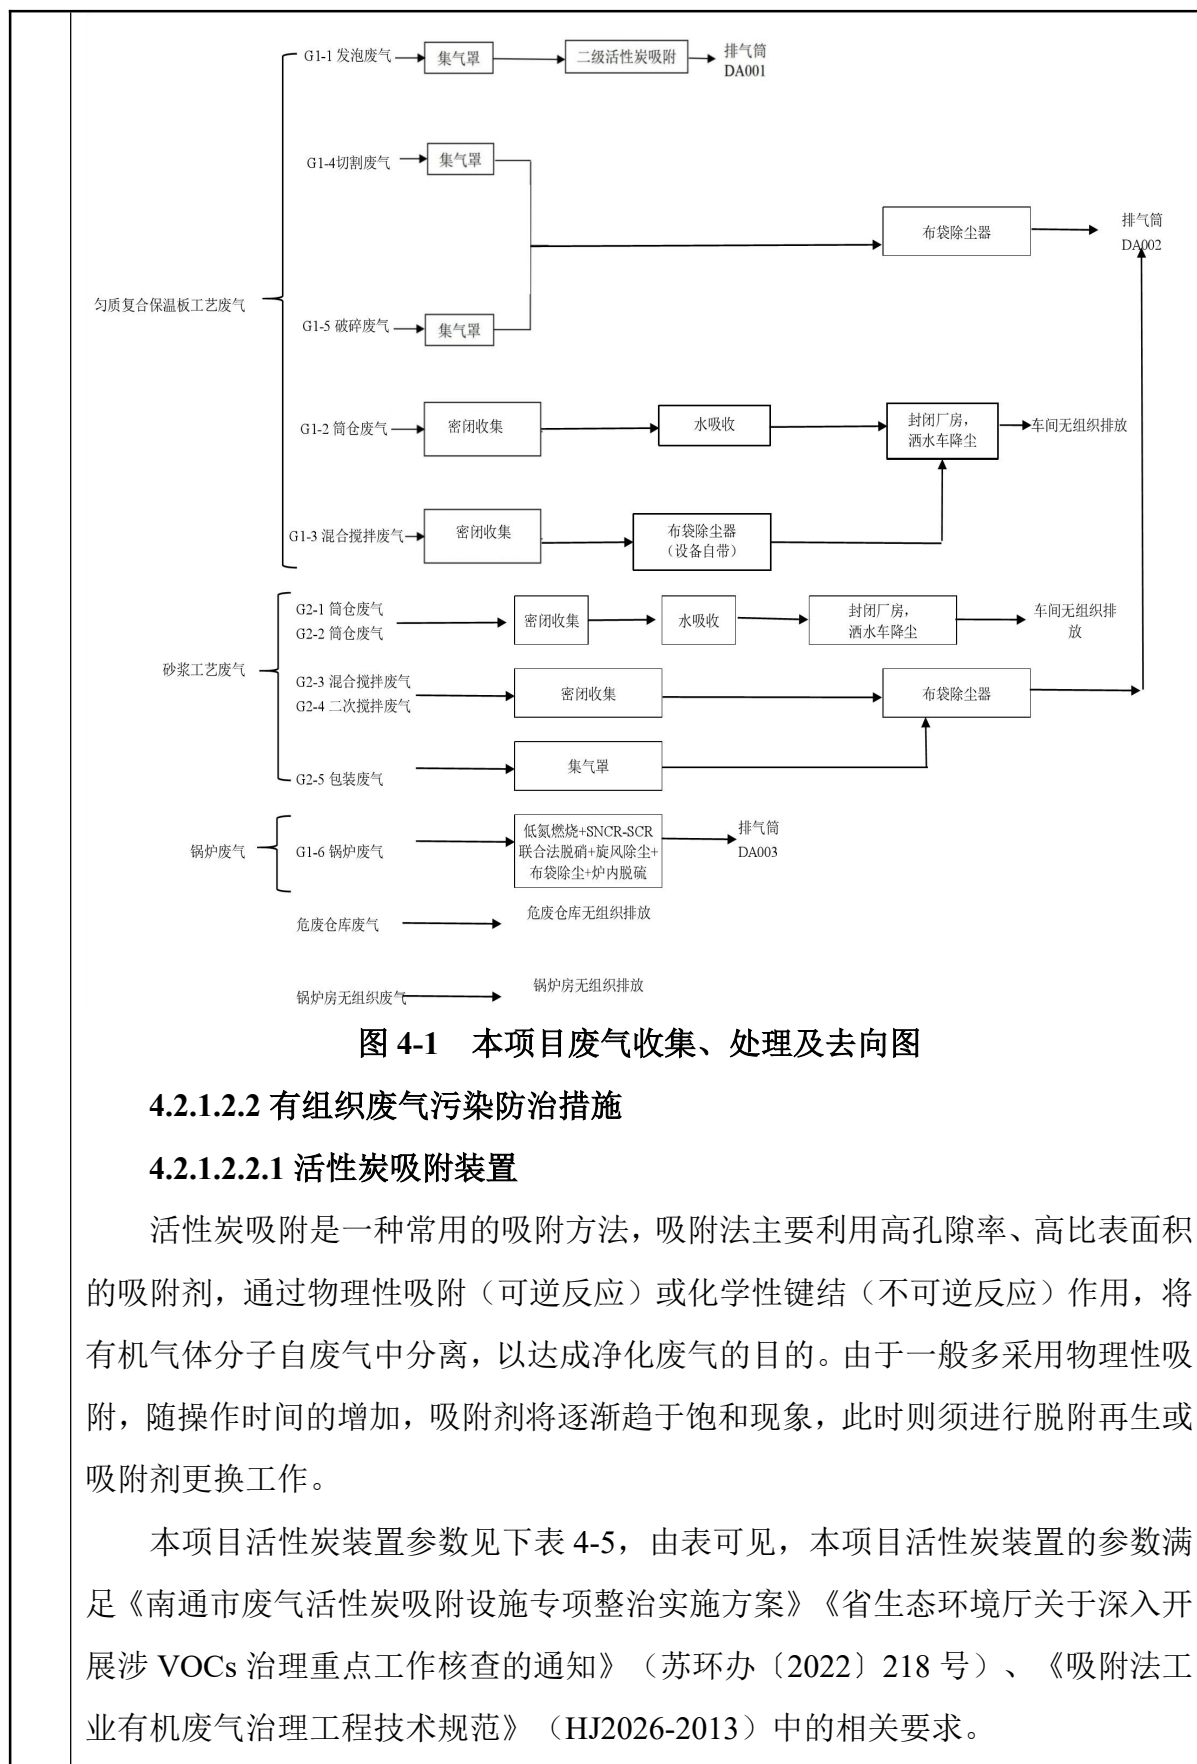 G1-1 发泡废气
集气罩
二级活性炭吸附
排气筒
DA001
G1-4切割废气
集气罩
布袋除尘器
排气筒
DA002
匀质复合保温板工艺废气
G1-5 破碎废气
集气罩
G1-2 筒仓废气
密闭收集
水吸收
封闭厂房，
洒水车降尘
车间无组织排放
G1-3 混合搅拌废气
密闭收集
布袋除尘器
（设备自带）
砂浆工艺废气
G2-1 筒仓废气
G2-2 筒仓废气
密闭收集
水吸收
封闭厂房，
洒水车降尘
车间无组织排
放
G2-3 混合搅拌废气
G2-4 二次搅拌废气
密闭收集
布袋除尘器
G2-5 包装废气
集气罩
锅炉废气
G1-6 锅炉废气
低氮燃烧+SNCR-SCR
联合法脱硝+旋风除尘+
布袋除尘+炉内脱硫
排气筒
DA003
危废仓库废气
危废仓库无组织排放
锅炉房无组织废气
锅炉房无组织排放
图 4-1 本项目废气收集、处理及去向图
4.2.1.2.2 有组织废气污染防治措施
4.2.1.2.2.1 活性炭吸附装置
活性炭吸附是一种常用的吸附方法，吸附法主要利用高孔隙率、高比表面积
的吸附剂，通过物理性吸附（可逆反应）或化学性键结（不可逆反应）作用，将
有机气体分子自废气中分离，以达成净化废气的目的。由于一般多采用物理性吸
附，随操作时间的增加，吸附剂将逐渐趋于饱和现象，此时则须进行脱附再生或
吸附剂更换工作。
本项目活性炭装置参数见下表 4-5，由表可见，本项目活性炭装置的参数满
足《南通市废气活性炭吸附设施专项整治实施方案》《省生态环境厅关于深入开
展涉 VOCs 治理重点工作核查的通知》（苏环办〔2022〕218 号）、《吸附法工
业有机废气治理工程技术规范》（HJ2026-2013）中的相关要求。